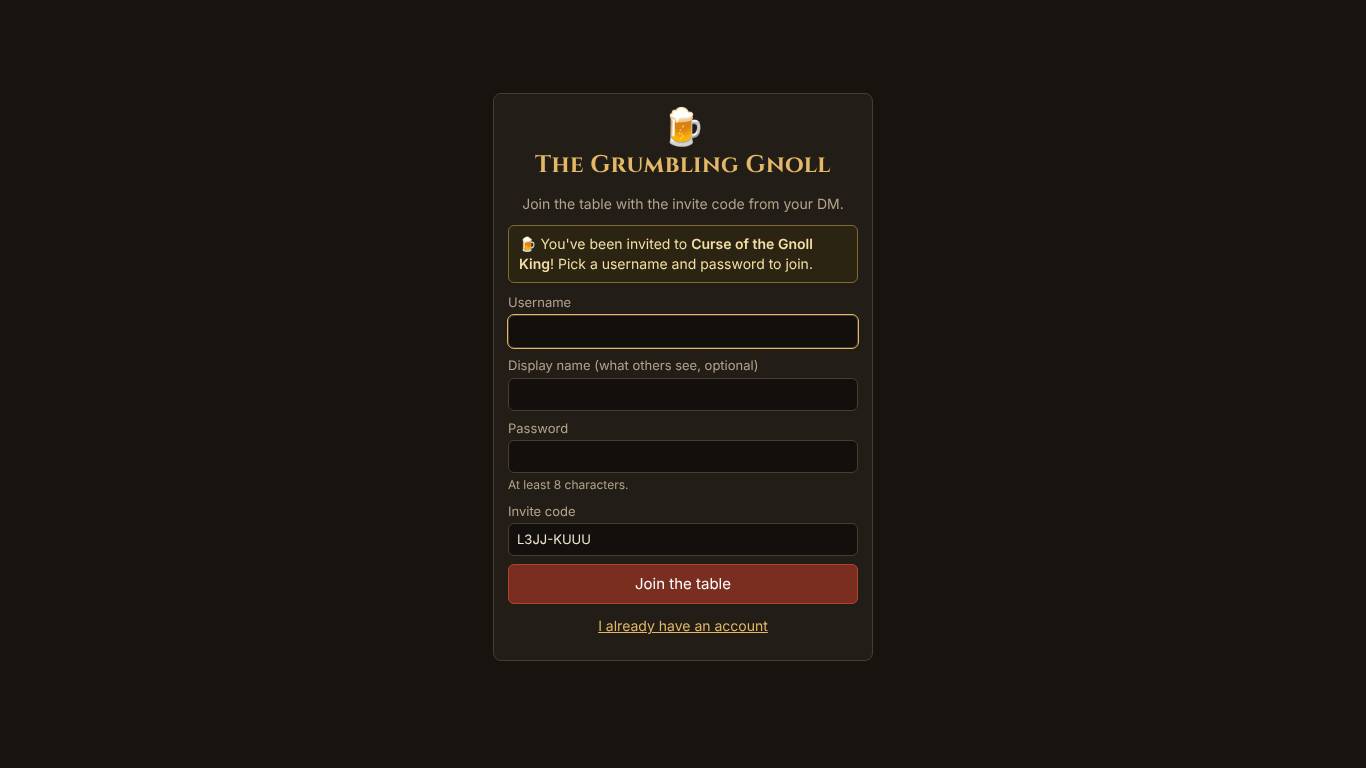 The Grumbling Gnoll
Join the table with the invite code from your DM.
🍺 You've been invited to Curse of the Gnoll
King! Pick a username and password to join.
Username
Display name (what others see, optional)
Password
At least 8 characters.
Invite code
L3JJ-KUUU
Join the table
I already have an account